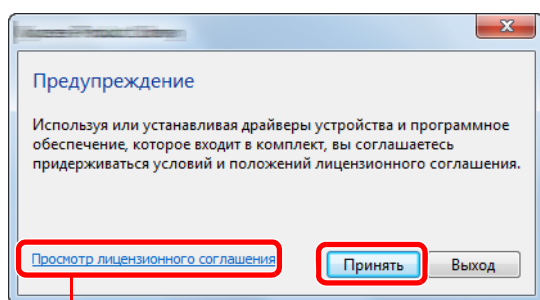 Предупреждение
Используя или устанавливая драйверы устройства и программное
обеспечение, которое входит в комплект, вы соглашаетесь
придерживаться условий и положений лицензионного соглашения.
Просмотр лицензионного соглашения
Принять
Выход